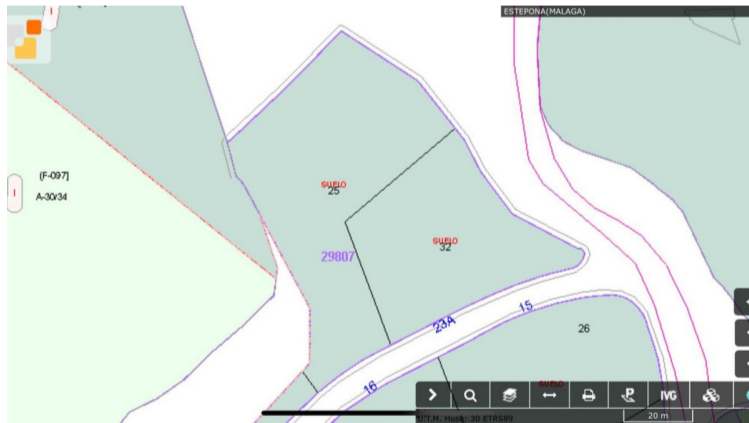 ESTEPONA(MALAGA)
I
(F-097]
A-30/34
I
SUELO
25
SUELO
32
29807
23A
15
16
26
SUELO
IVG
U.T.M. Huso: 30 ETRS89
20 m